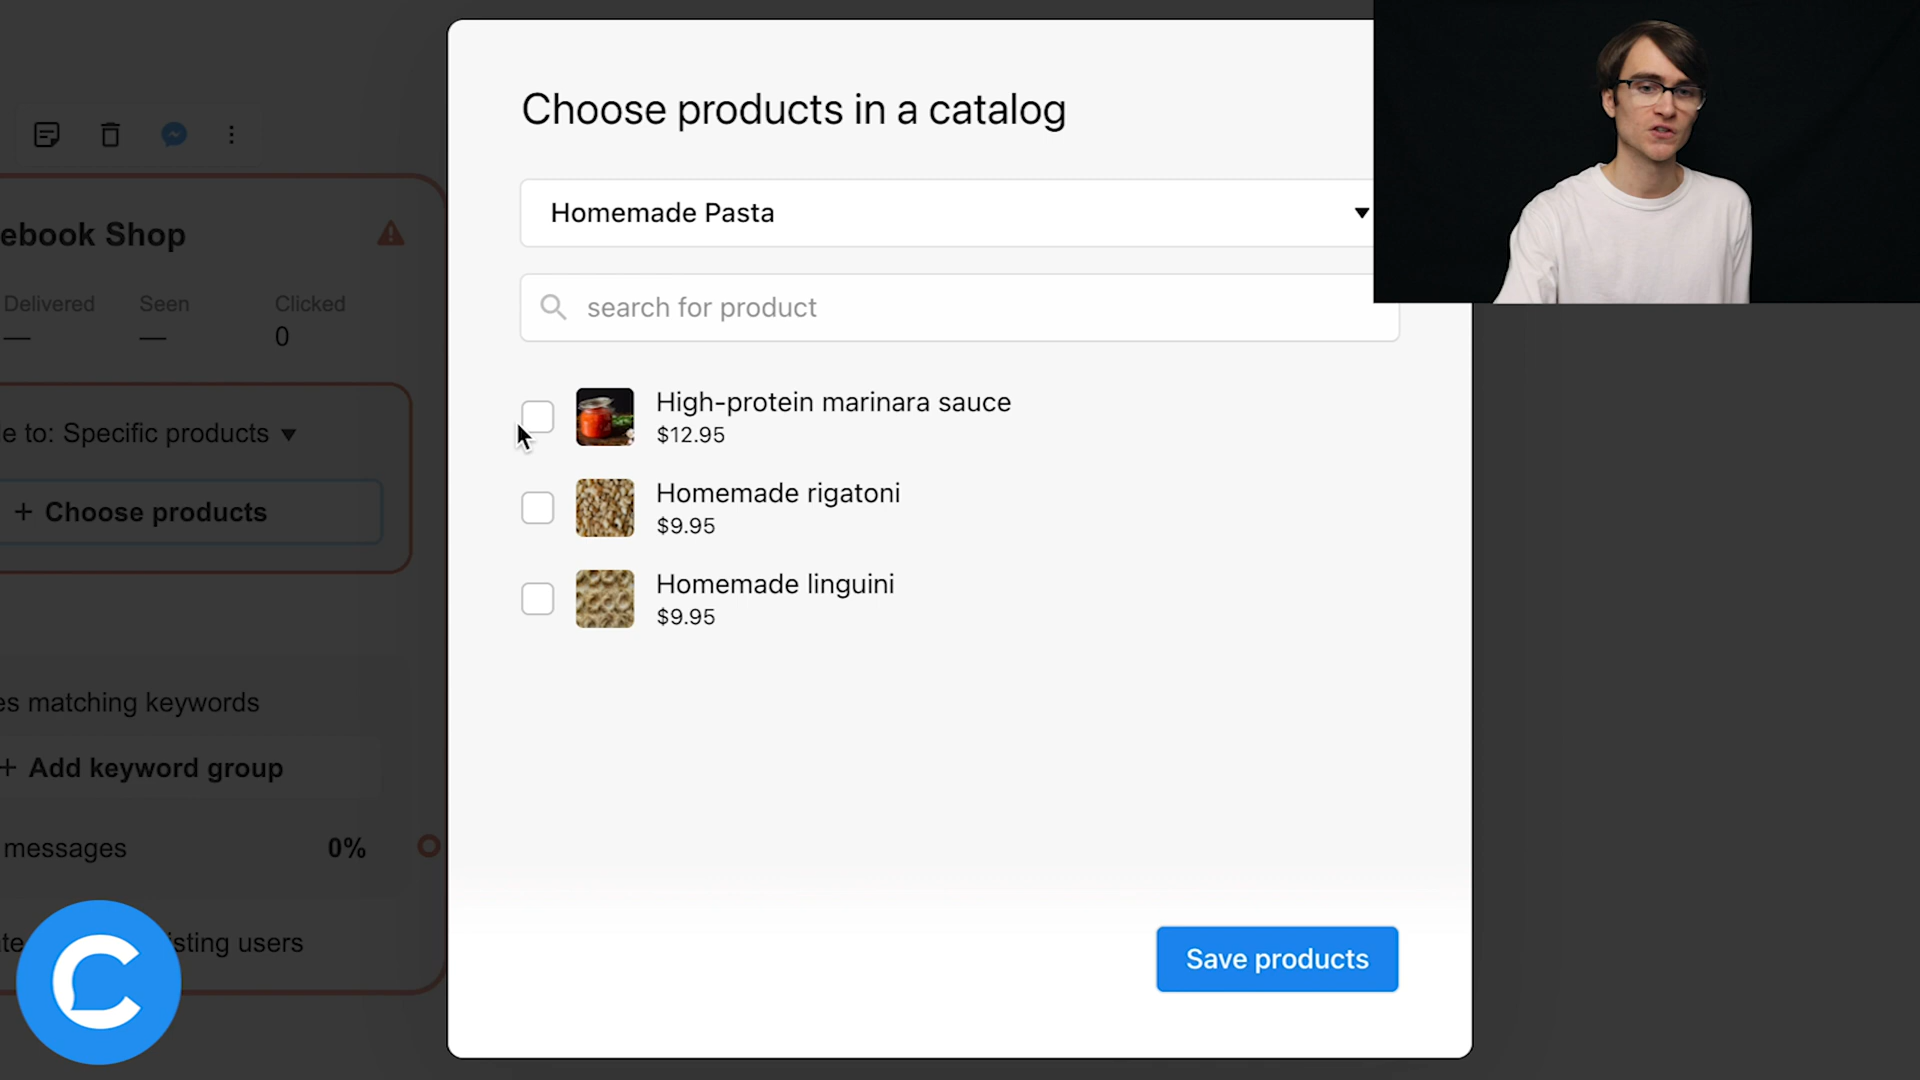 Choose products in a catalog
Homemade Pasta
search for product
High-protein marinara sauce
$12.95
Homemade rigatoni
$9.95
Homemade linguini
$9.95
Save products
ebook Shop
Delivered Seen Clicked
— — 0
e to: Specific products
+ Choose products
es matching keywords
+ Add keyword group
messages 0%
isting users